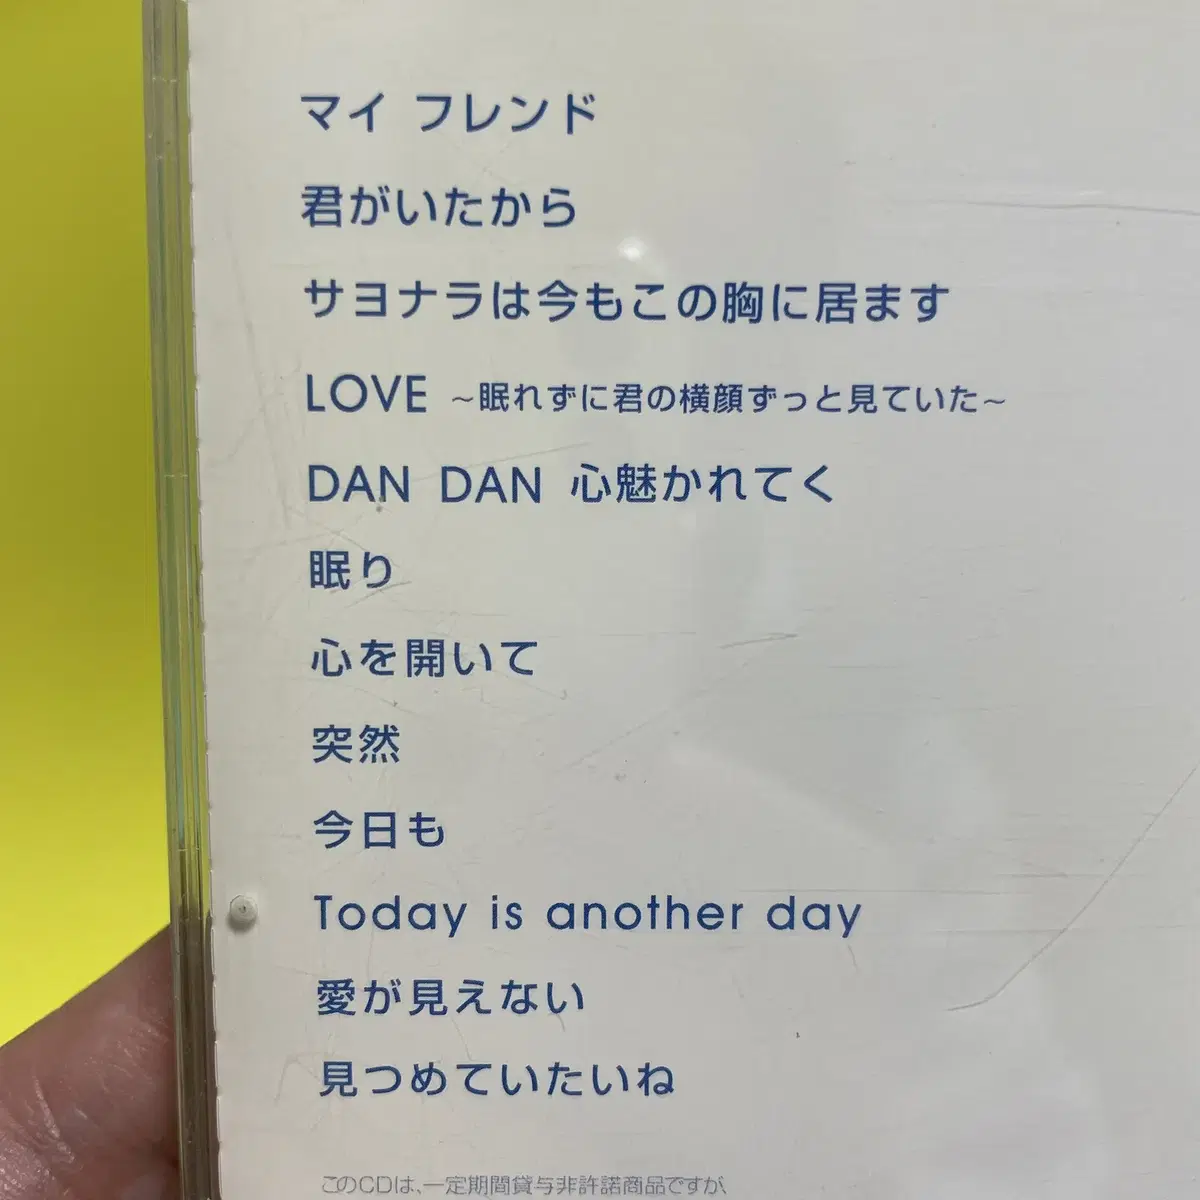 マイ フレンド
君がいたから
サヨナラは今もこの胸に居ます
LOVE ～眠れずに君の横顔ずっと見ていた～
DAN DAN 心魅かれてく
眠り
心を開いて
突然
今日も
Today is another day
愛が見えない
見つめていたいね
このCDは、一定期間貸与非許諾商品ですが、